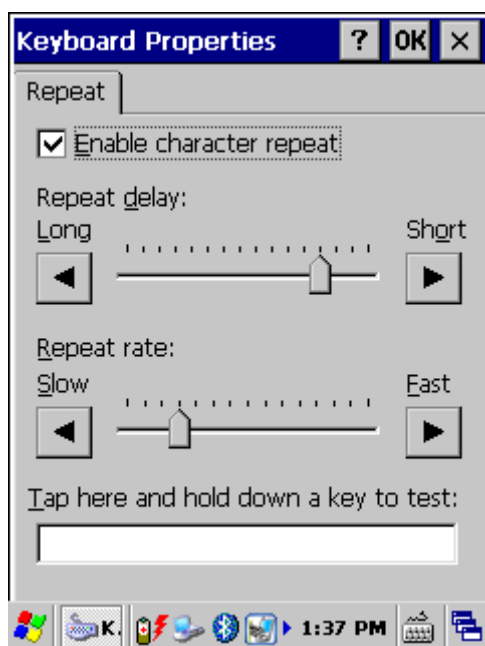 Keyboard Properties ? OK ×
Repeat
Enable character repeat
Repeat delay:
Long Short
Repeat rate:
Slow Fast
Tap here and hold down a key to test:
K. 1:37 PM